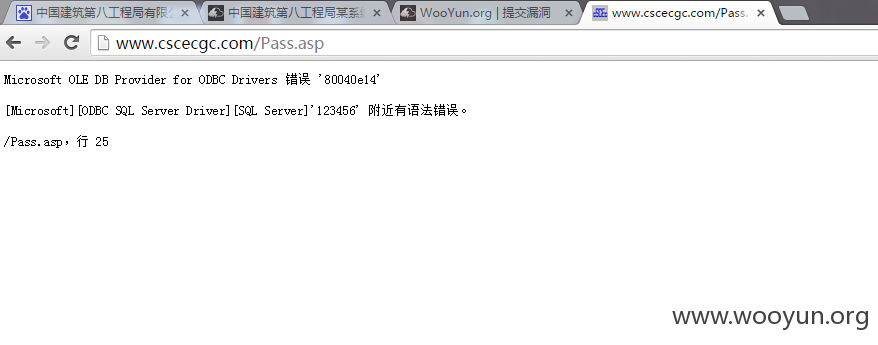 中国建筑第八工程局有限
中国建筑第八工程局某系
WooYun.org | 提交漏洞
www.cscecgc.com/Pass.
www.cscecgc.com/Pass.asp
Microsoft OLE DB Provider for ODBC Drivers 错误 '80040e14'
[Microsoft][ODBC SQL Server Driver][SQL Server]'123456' 附近有语法错误。
/Pass.asp，行 25
www.wooyun.org